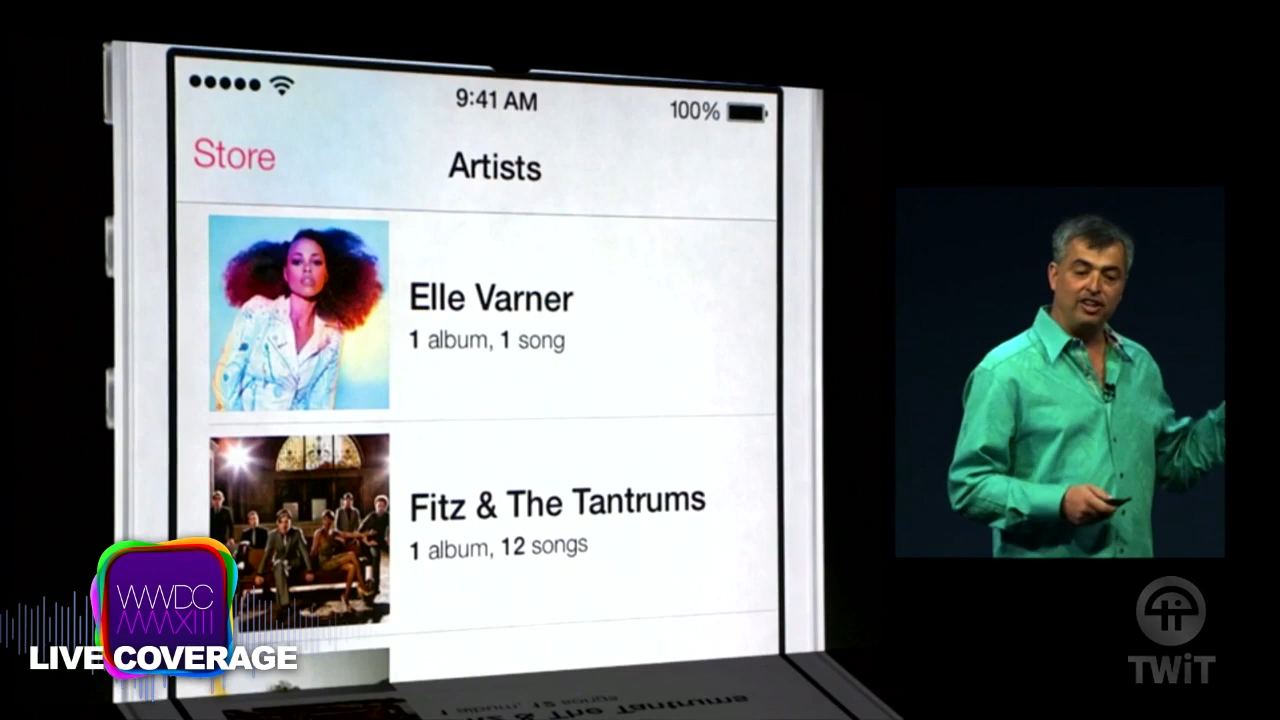 9:41 AM
100%
Store
Artists
Elle Varner
1 album, 1 song
Fitz & The Tantrums
1 album, 12 songs
WWDC
MMXIII
LIVE COVERAGE
TWiT